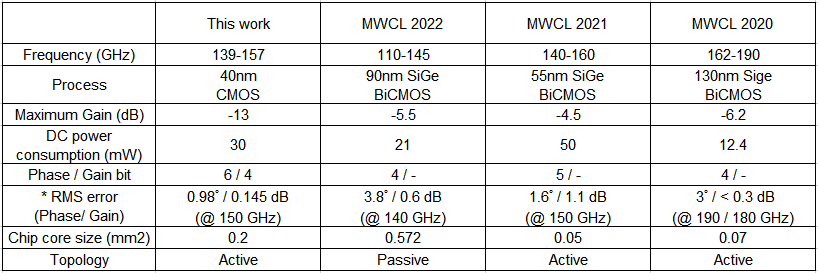 This work MWCL 2022 MWCL 2021 MWCL 2020
Frequency (GHz) 139-157 110-145 140-160 162-190
Process 40nm CMOS 90nm SiGe BiCMOS 55nm SiGe BiCMOS 130nm Sige BiCMOS
Maximum Gain (dB) -13 -5.5 -4.5 -6.2
DC power consumption (mW) 30 21 50 12.4
Phase / Gain bit 6 / 4 4 / - 5 / - 4 / -
* RMS error (Phase/ Gain) 0.98˚ / 0.145 dB (@ 150 GHz) 3.8˚ / 0.6 dB (@ 140 GHz) 1.6˚ / 1.1 dB (@ 150 GHz) 3˚ / < 0.3 dB (@ 190 / 180 GHz)
Chip core size (mm2) 0.2 0.572 0.05 0.07
Topology Active Passive Active Active